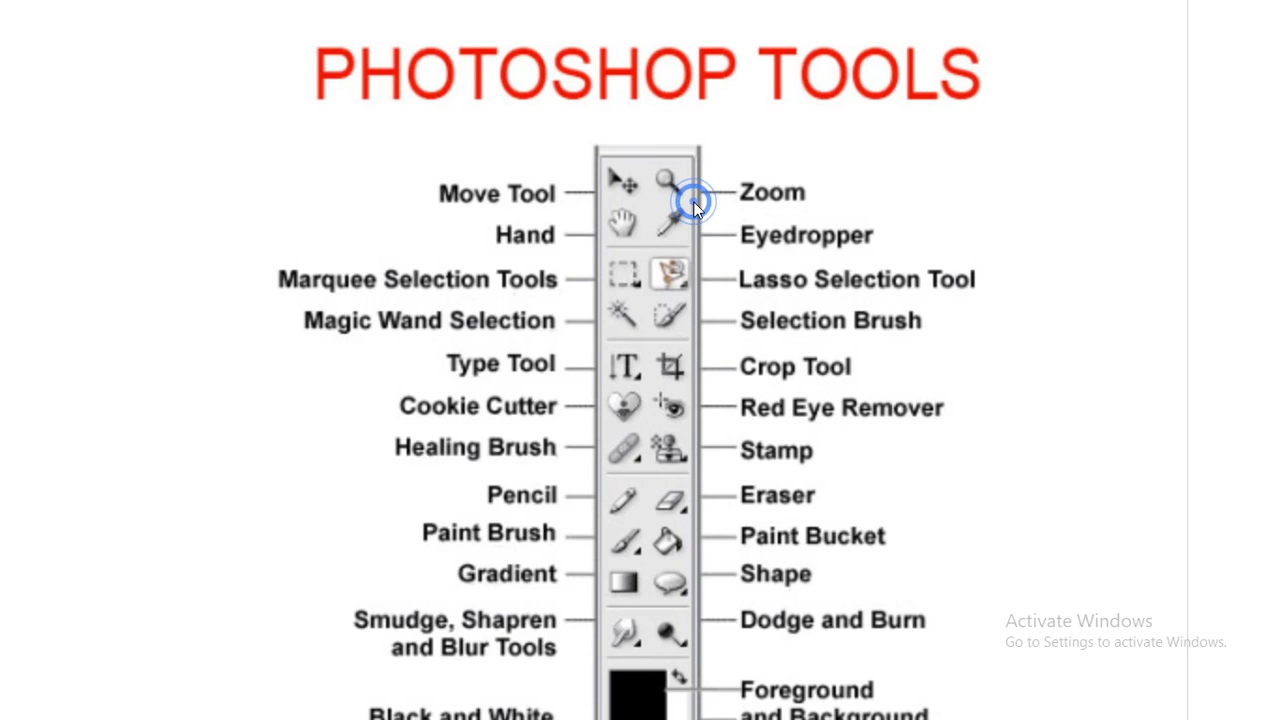 PHOTOSHOP TOOLS
Move Tool
Zoom
Hand
Eyedropper
Marquee Selection Tools
Lasso Selection Tool
Magic Wand Selection
Selection Brush
Type Tool
Crop Tool
Cookie Cutter
Red Eye Remover
Healing Brush
Stamp
Pencil
Eraser
Paint Brush
Paint Bucket
Gradient
Shape
Smudge, Shapren
and Blur Tools
Dodge and Burn
Activate Windows
Go to Settings to activate Windows.
Foreground
and Background
Black and White